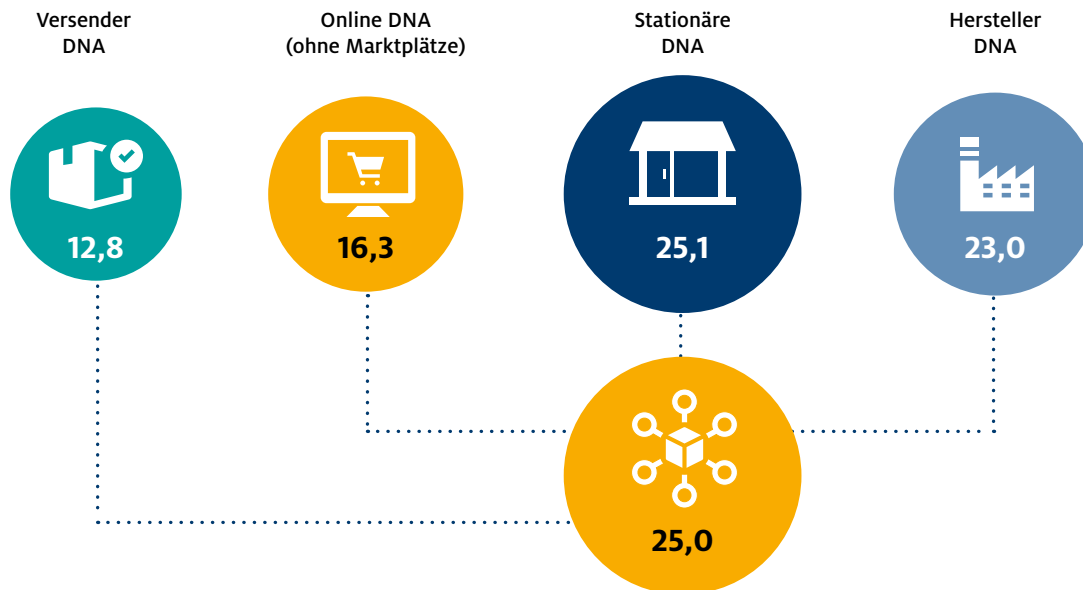 Versender
DNA
Online DNA
(ohne Marktplätze)
Stationäre
DNA
Hersteller
DNA
12,8
16,3
25,1
23,0
25,0